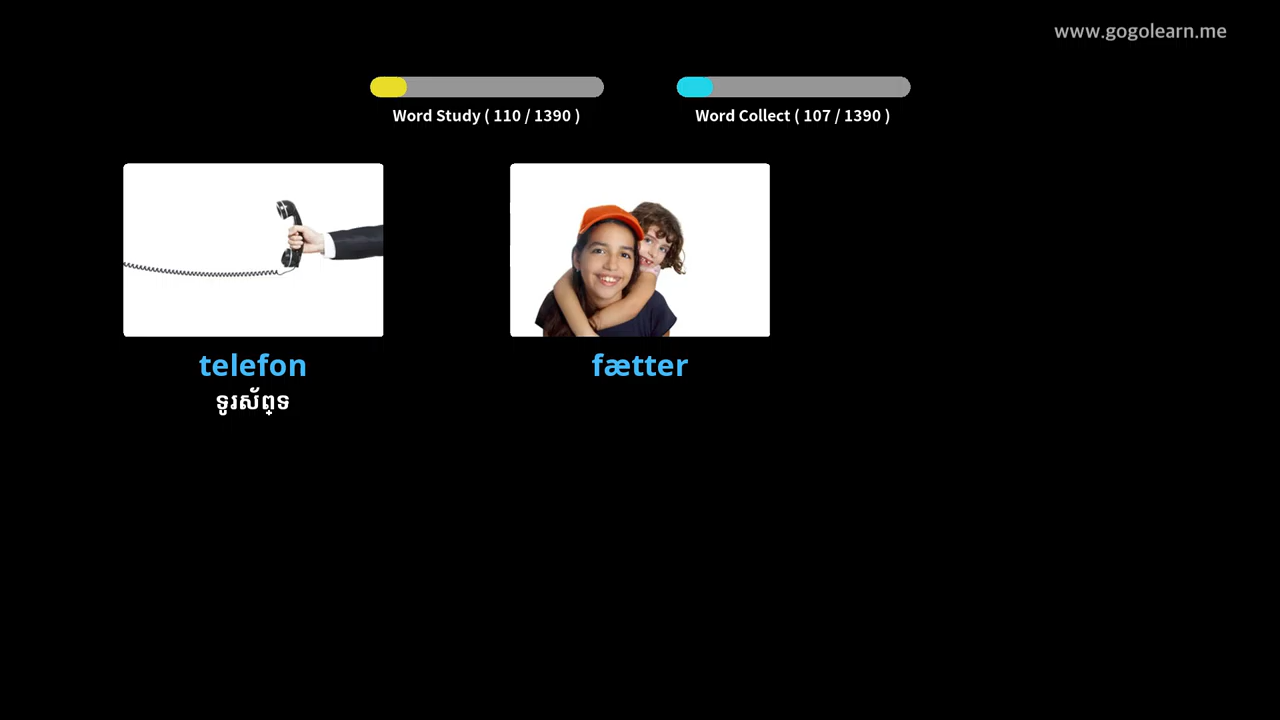 www.gogolearn.me
Word Study ( 110 / 1390 )
Word Collect ( 107 / 1390 )
telefon
ទូរស័ព្ទ
fætter